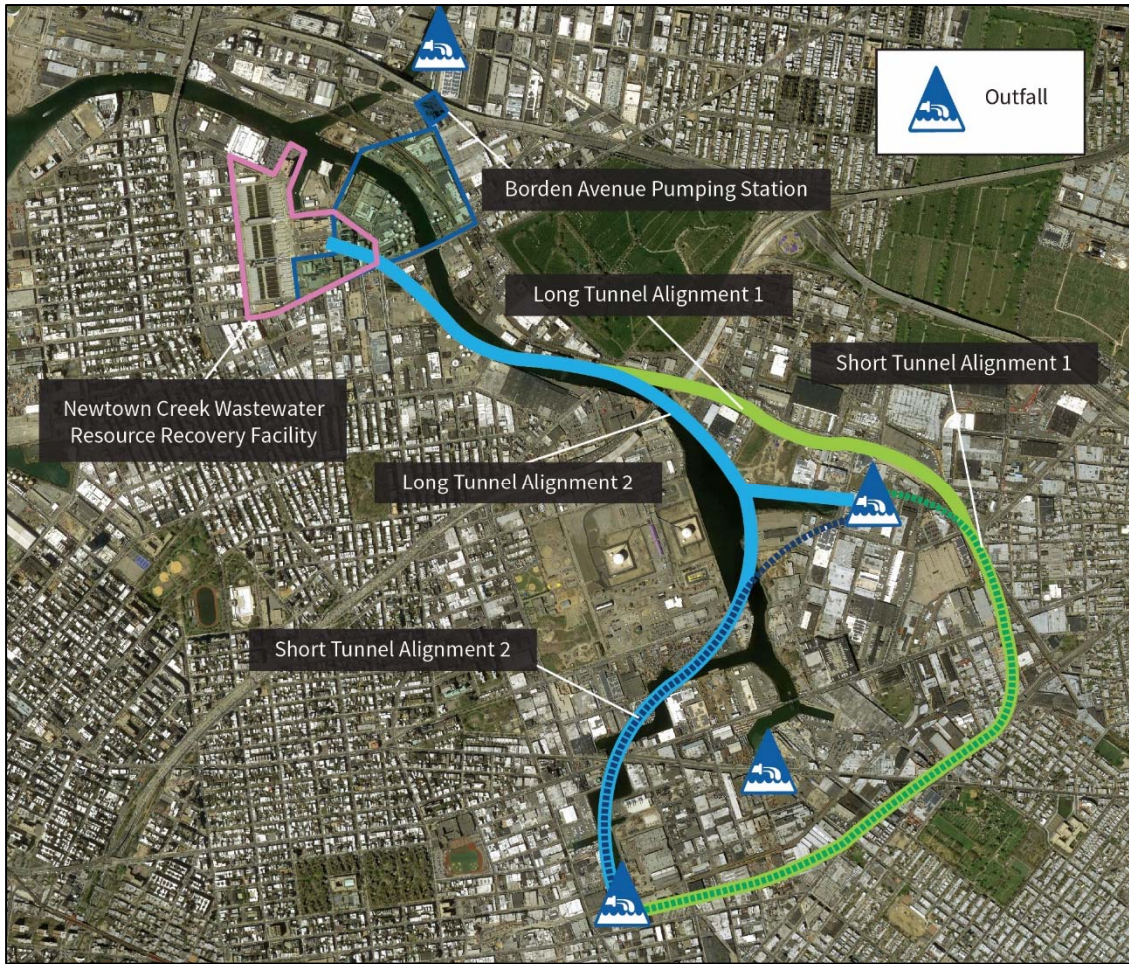 Outfall
Borden Avenue Pumping Station
Long Tunnel Alignment 1
Short Tunnel Alignment 1
Newtown Creek Wastewater
Resource Recovery Facility
Long Tunnel Alignment 2
Short Tunnel Alignment 2